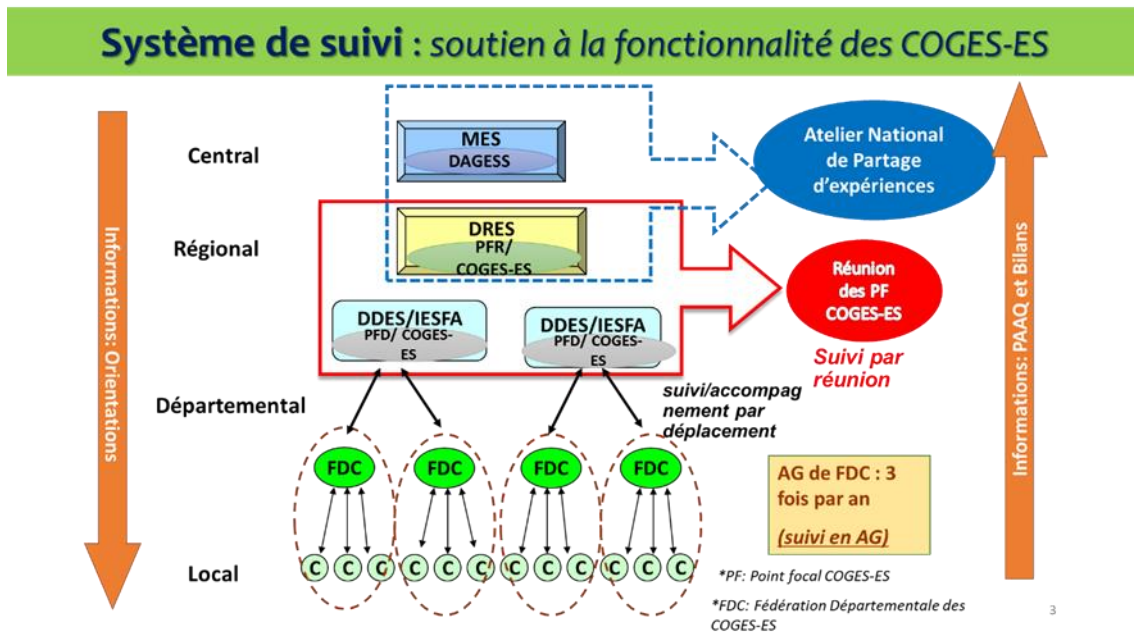 Système de suivi : soutien à la fonctionnalité des COGES-ES
Informations: Orientations
Central
MES
DAGESS
Atelier National
de Partage
d'expériences
Régional
DRES
PFR/
COGES-ES
Réunion
des PF
COGES-ES
Suivi par
réunion
DDES/IESFA
PFD/ COGES-
ES
DDES/IESFA
PFD/ COGES-
ES
Départemental
suivi/accompag
nement par
déplacement
FDC
FDC
FDC
FDC
AG de FDC : 3
fois par an
(suivi en AG)
Local
C C C C C C C C C C C C
*PF: Point focal COGES-ES
*FDC: Fédération Départementale des
COGES-ES
Informations: PAAQ et Bilans
3